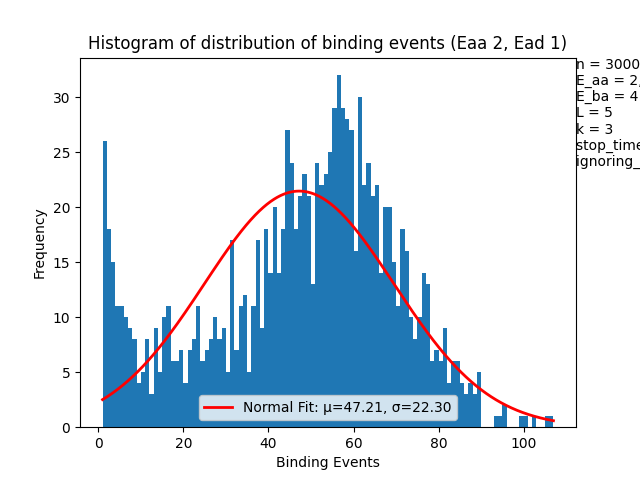 Histogram of distribution of binding events (Eaa 2, Ead 1)
n = 3000
E_aa = 2,
E_ba = 4
L = 5
k = 3
stop_time
ignoring_
30
25
20
15
10
5
0
Frequency
Normal Fit: μ=47.21, σ=22.30
0 20 40 60 80 100
Binding Events